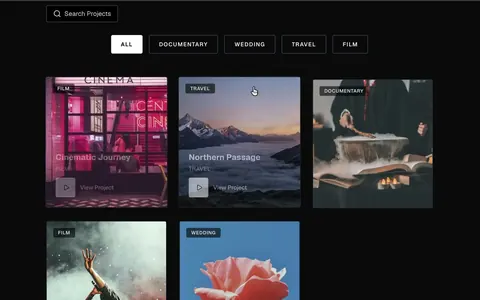 Search Projects
ALL
DOCUMENTARY
WEDDING
TRAVEL
FILM
FILM
CINEMA
TRAVEL
DOCUMENTARY
Cinematic Journey
Northern Passage
View Project
View Project
FILM
WEDDING